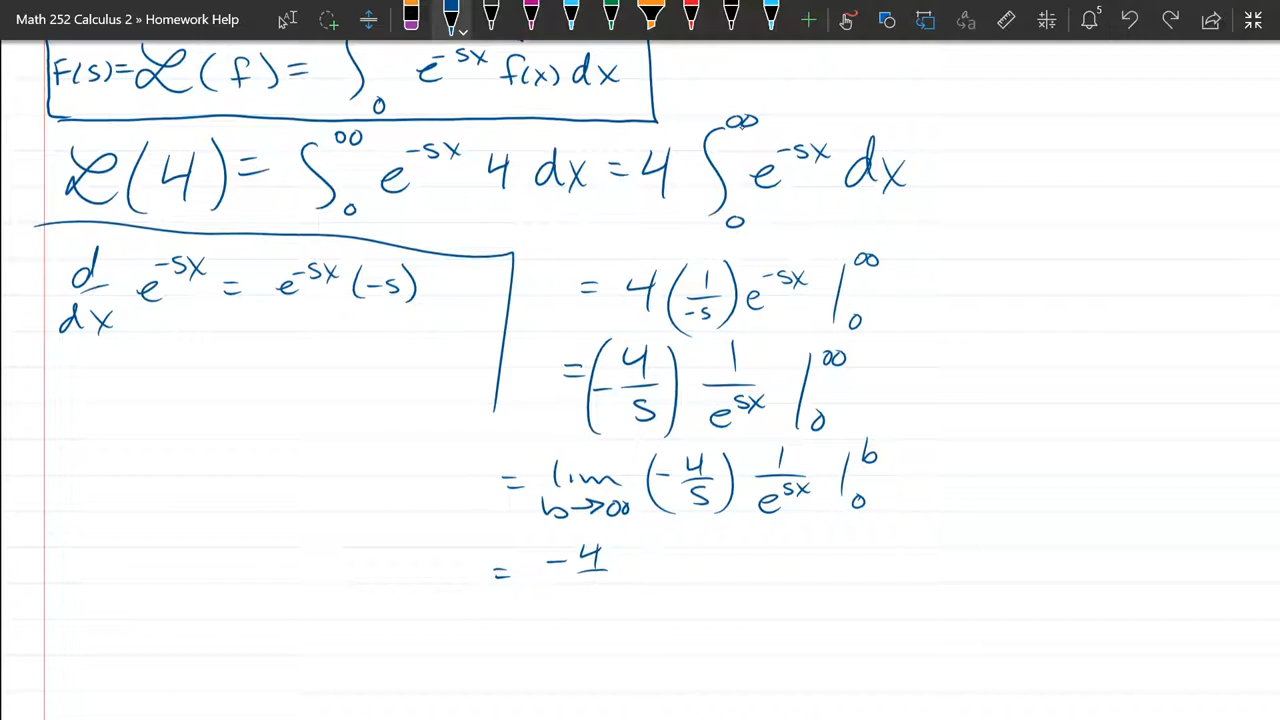 Math 252 Calculus 2 » Homework Help
5
F(s)=ℒ(f)= ∫₀ e^{-sx} f(x) dx
ℒ(4)= ∫₀^∞ e^{-sx} 4 dx = 4 ∫₀^∞ e^{-sx} dx
d/dx e^{-sx} = e^{-sx} (-s)
= 4 (1/-s) e^{-sx} |₀^∞
= (-4/s) 1/e^{sx} |₀^∞
= lim b→∞ (-4/s) 1/e^{sx} |₀^b
= -4